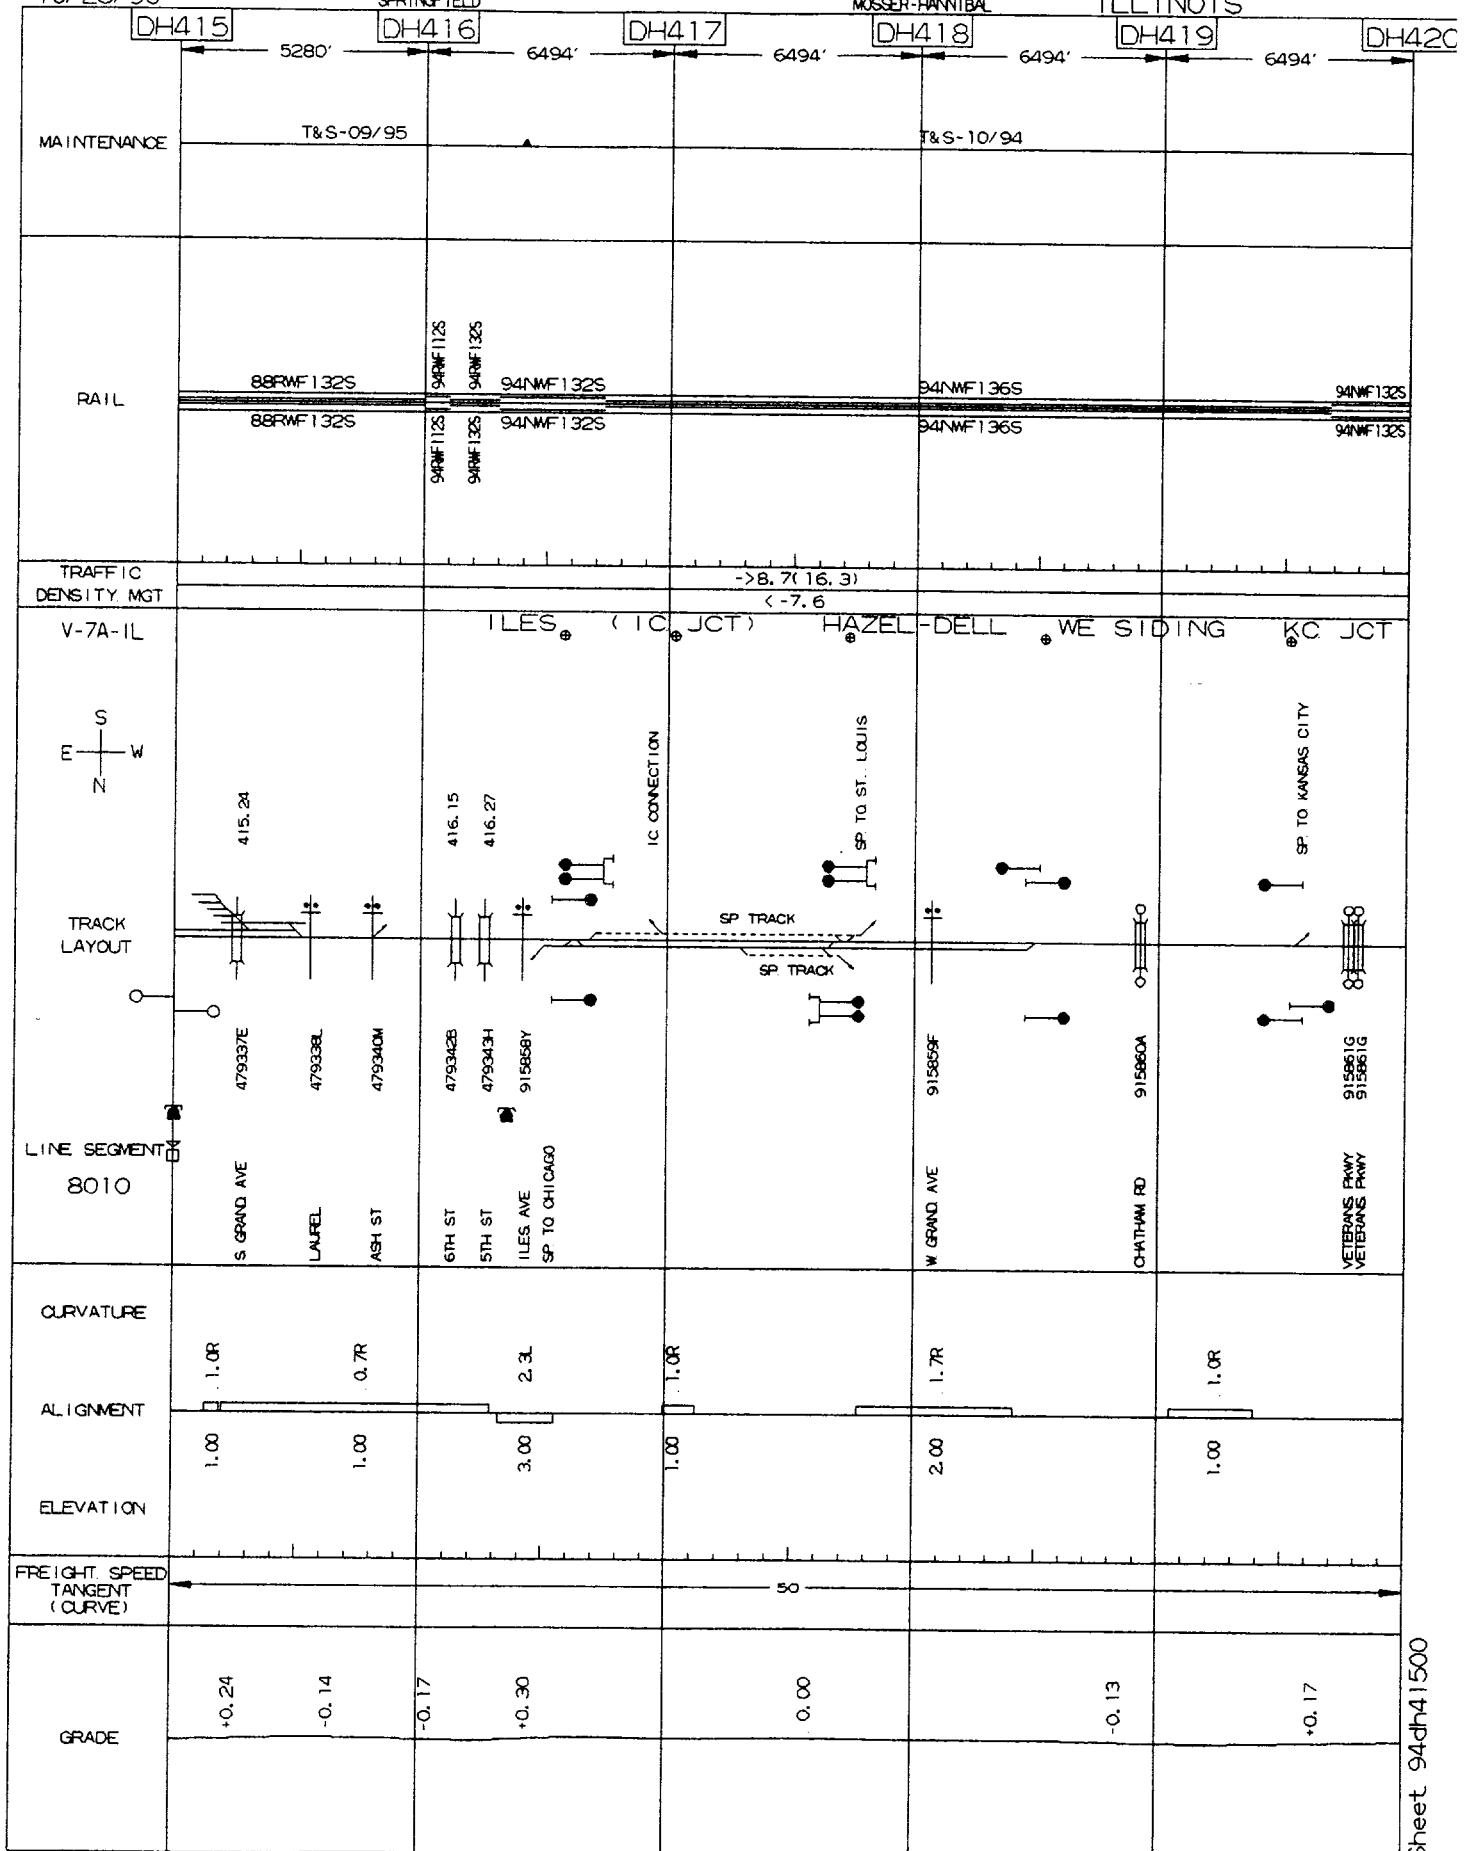 SPRINGFIELD
MOSSER-HANNIBAL
ILLINOIS
DH415
DH416
DH417
DH418
DH419
DH420
5280'
6494'
6494'
6494'
6494'
MAINTENANCE
T&S-09/95
T&S-10/94
RAIL
88RWF132S
94RWF112S
94RWF132S
94NWF132S
94NWF136S
94NWF132S
88RWF132S
94RWF112S
94RWF132S
94NWF132S
94NWF136S
94NWF132S
TRAFFIC
DENSITY MGT
->8.7(16.3)
<-7.6
V-7A-IL
ILES (IC JCT) HAZEL-DELL WE SIDING KC JCT
S
E W
N
415.24
416.15
416.27
IC CONNECTION
SP TO ST. LOUIS
SP TO KANSAS CITY
TRACK
LAYOUT
SP TRACK
SP TRACK
479337E
479338L
479340M
479342B
479343H
915858Y
915859F
915860A
915861G
915861G
LINE SEGMENT
8010
S GRAND AVE
LAUREL
ASH ST
6TH ST
5TH ST
ILES AVE
SP TO CHICAGO
W GRAND AVE
CHATHAM RD
VETERANS PKWY
VETERANS PKWY
CURVATURE
1.0R
0.7R
2.3L
1.0R
1.7R
1.0R
ALIGNMENT
1.00
1.00
3.00
1.00
2.00
1.00
ELEVATION
FREIGHT SPEED
TANGENT
(CURVE)
50
GRADE
+0.24
-0.14
-0.17
+0.30
0.00
-0.13
+0.17
Sheet 94dh41500